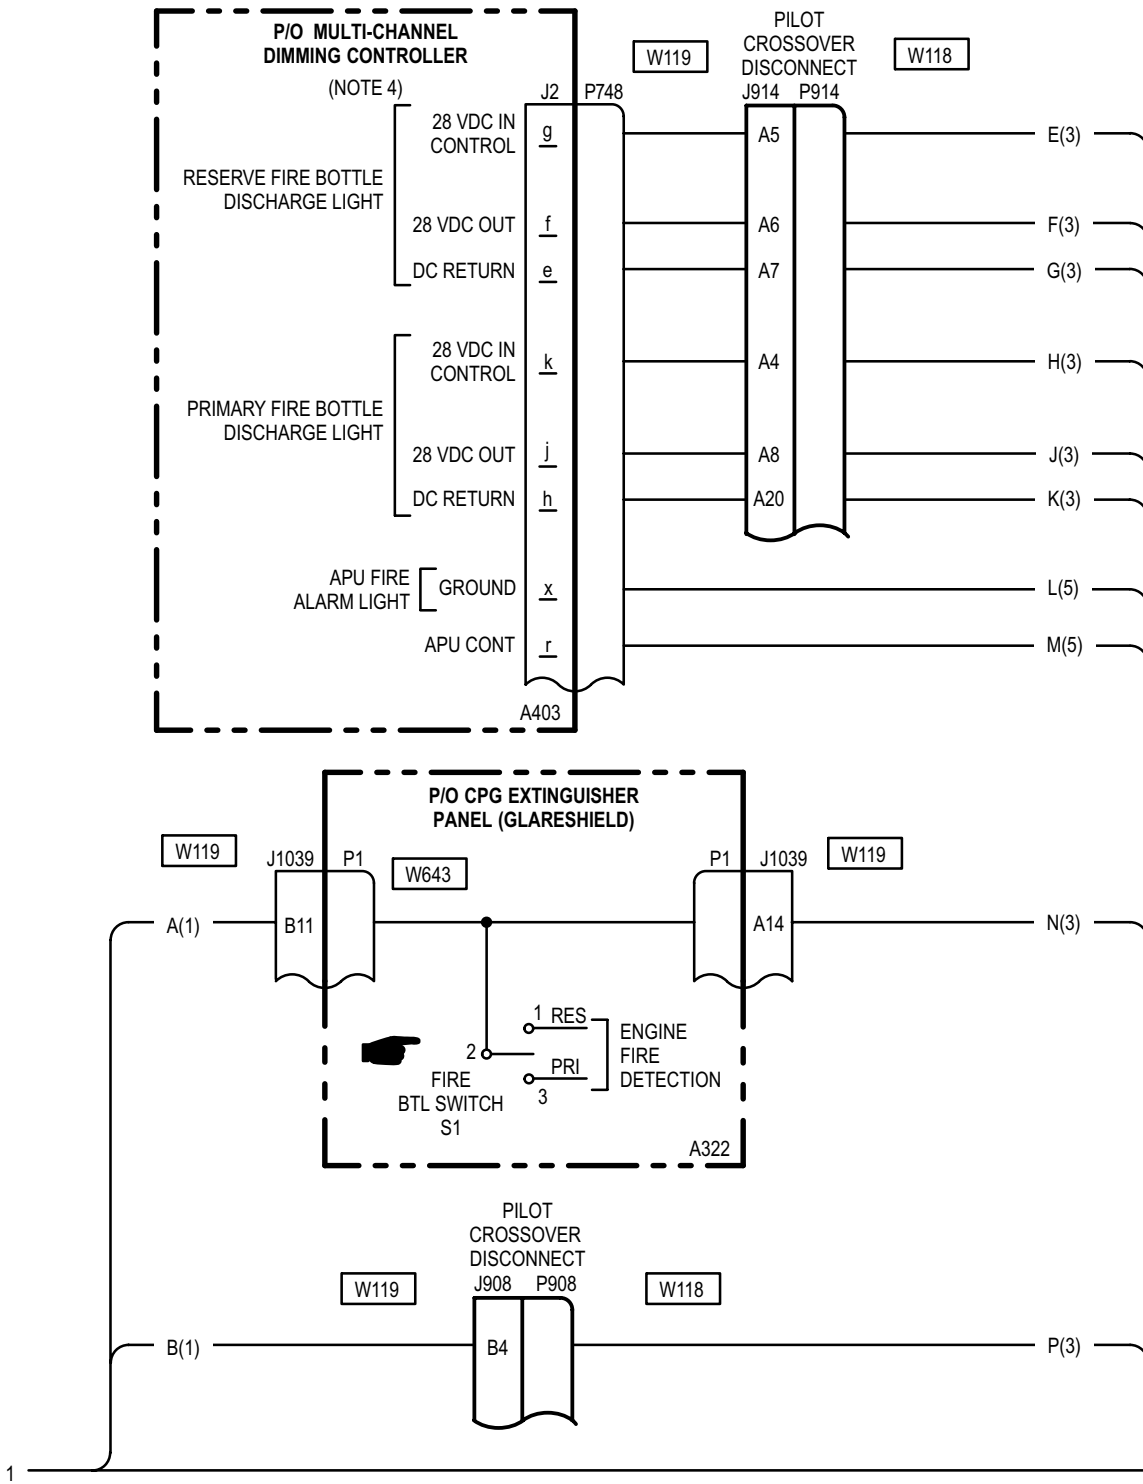 P/O MULTI-CHANNEL
DIMMING CONTROLLER
(NOTE 4)
J2 P748
W119
PILOT
CROSSOVER
DISCONNECT
J914 P914
W118
RESERVE FIRE BOTTLE
DISCHARGE LIGHT
28 VDC IN
CONTROL
g A5 E(3)
28 VDC OUT f A6 F(3)
DC RETURN e A7 G(3)
PRIMARY FIRE BOTTLE
DISCHARGE LIGHT
28 VDC IN
CONTROL
k A4 H(3)
28 VDC OUT j A8 J(3)
DC RETURN h A20 K(3)
APU FIRE
ALARM LIGHT
GROUND x L(5)
APU CONT r M(5)
A403
P/O CPG EXTINGUISHER
PANEL (GLARESHIELD)
W119 J1039 P1 W643 P1 J1039 W119
A(1) B11 A14 N(3)
1 RES
2
PRI
3
ENGINE
FIRE
DETECTION
FIRE
BTL SWITCH
S1
A322
PILOT
CROSSOVER
DISCONNECT
W119 J908 P908 W118
B(1) B4 P(3)
1